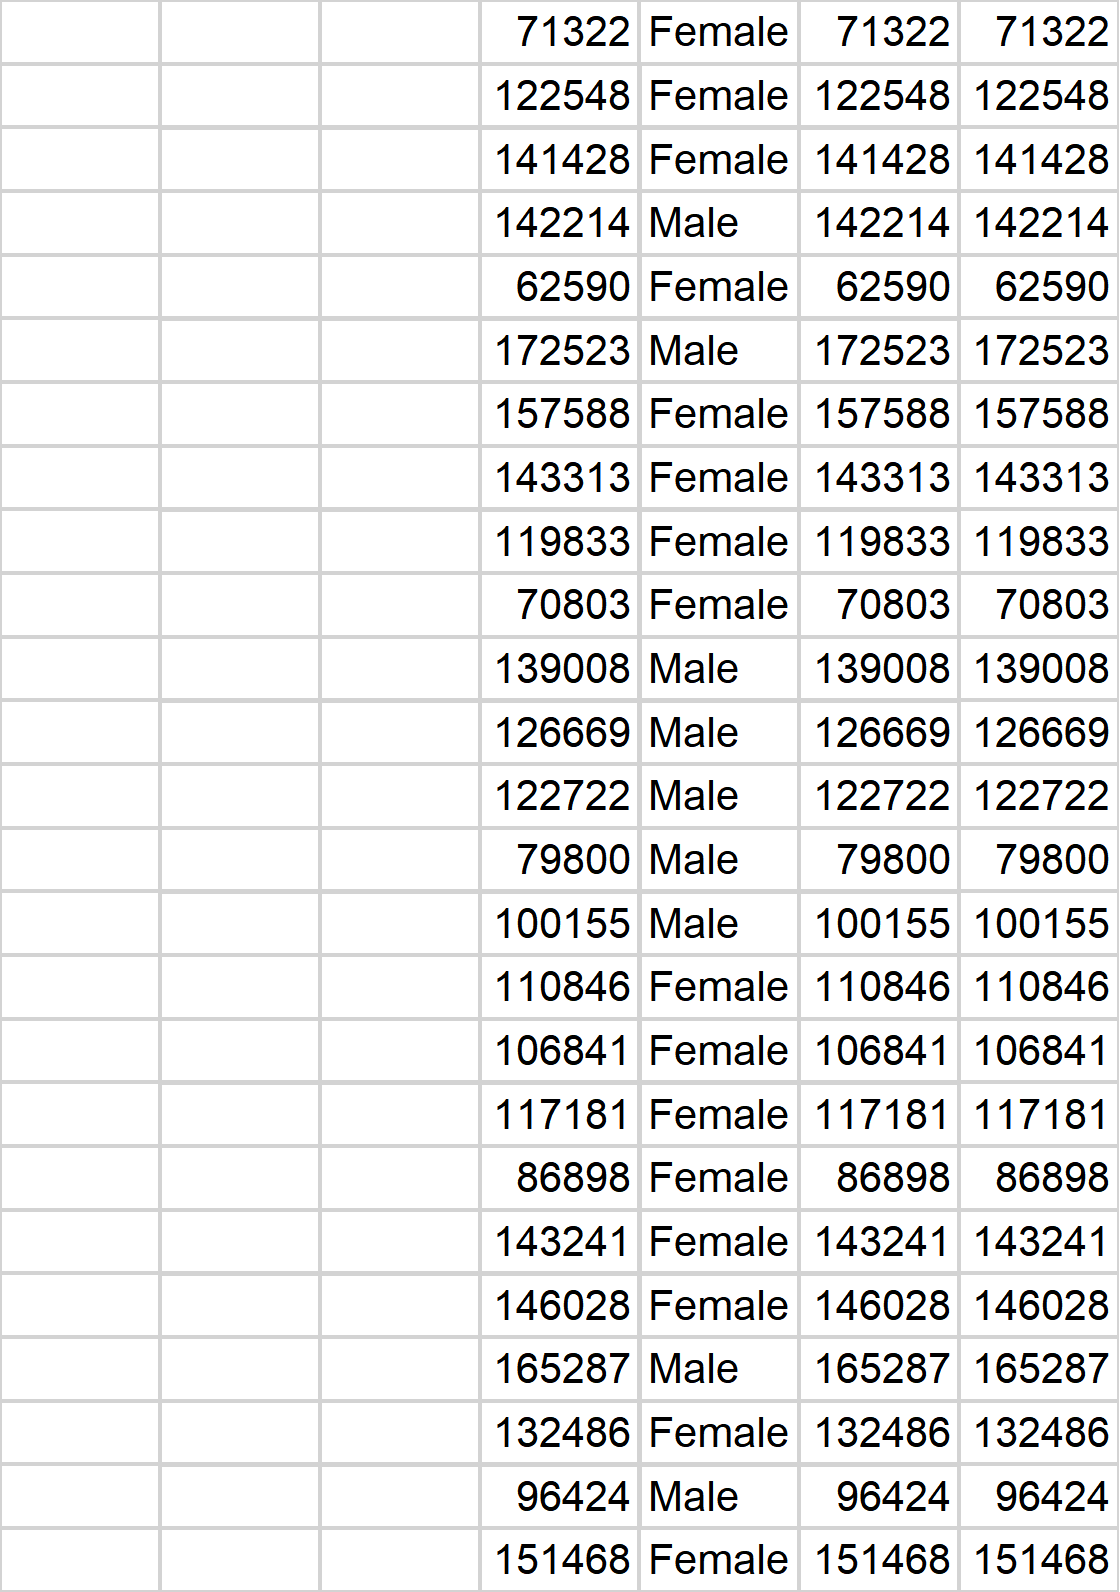 71322 Female 71322 71322
122548 Female 122548 122548
141428 Female 141428 141428
142214 Male 142214 142214
62590 Female 62590 62590
172523 Male 172523 172523
157588 Female 157588 157588
143313 Female 143313 143313
119833 Female 119833 119833
70803 Female 70803 70803
139008 Male 139008 139008
126669 Male 126669 126669
122722 Male 122722 122722
79800 Male 79800 79800
100155 Male 100155 100155
110846 Female 110846 110846
106841 Female 106841 106841
117181 Female 117181 117181
86898 Female 86898 86898
143241 Female 143241 143241
146028 Female 146028 146028
165287 Male 165287 165287
132486 Female 132486 132486
96424 Male 96424 96424
151468 Female 151468 151468